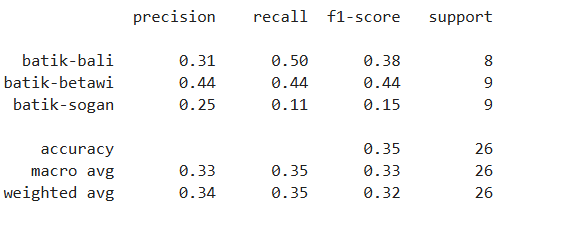 precision recall f1-score support
batik-bali 0.31 0.50 0.38 8
batik-betawi 0.44 0.44 0.44 9
batik-sogan 0.25 0.11 0.15 9
accuracy 0.35 26
macro avg 0.33 0.35 0.33 26
weighted avg 0.34 0.35 0.32 26